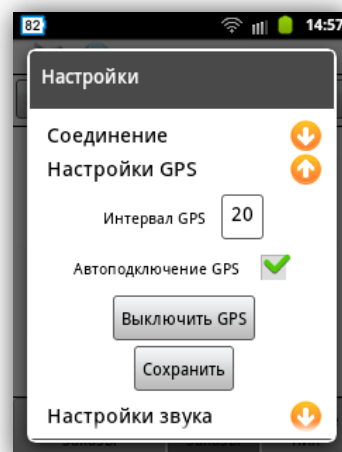 82 14:57
Настройки
Соединение
Настройки GPS
Интервал GPS 20
Автоподключение GPS
Выключить GPS
Сохранить
Настройки звука